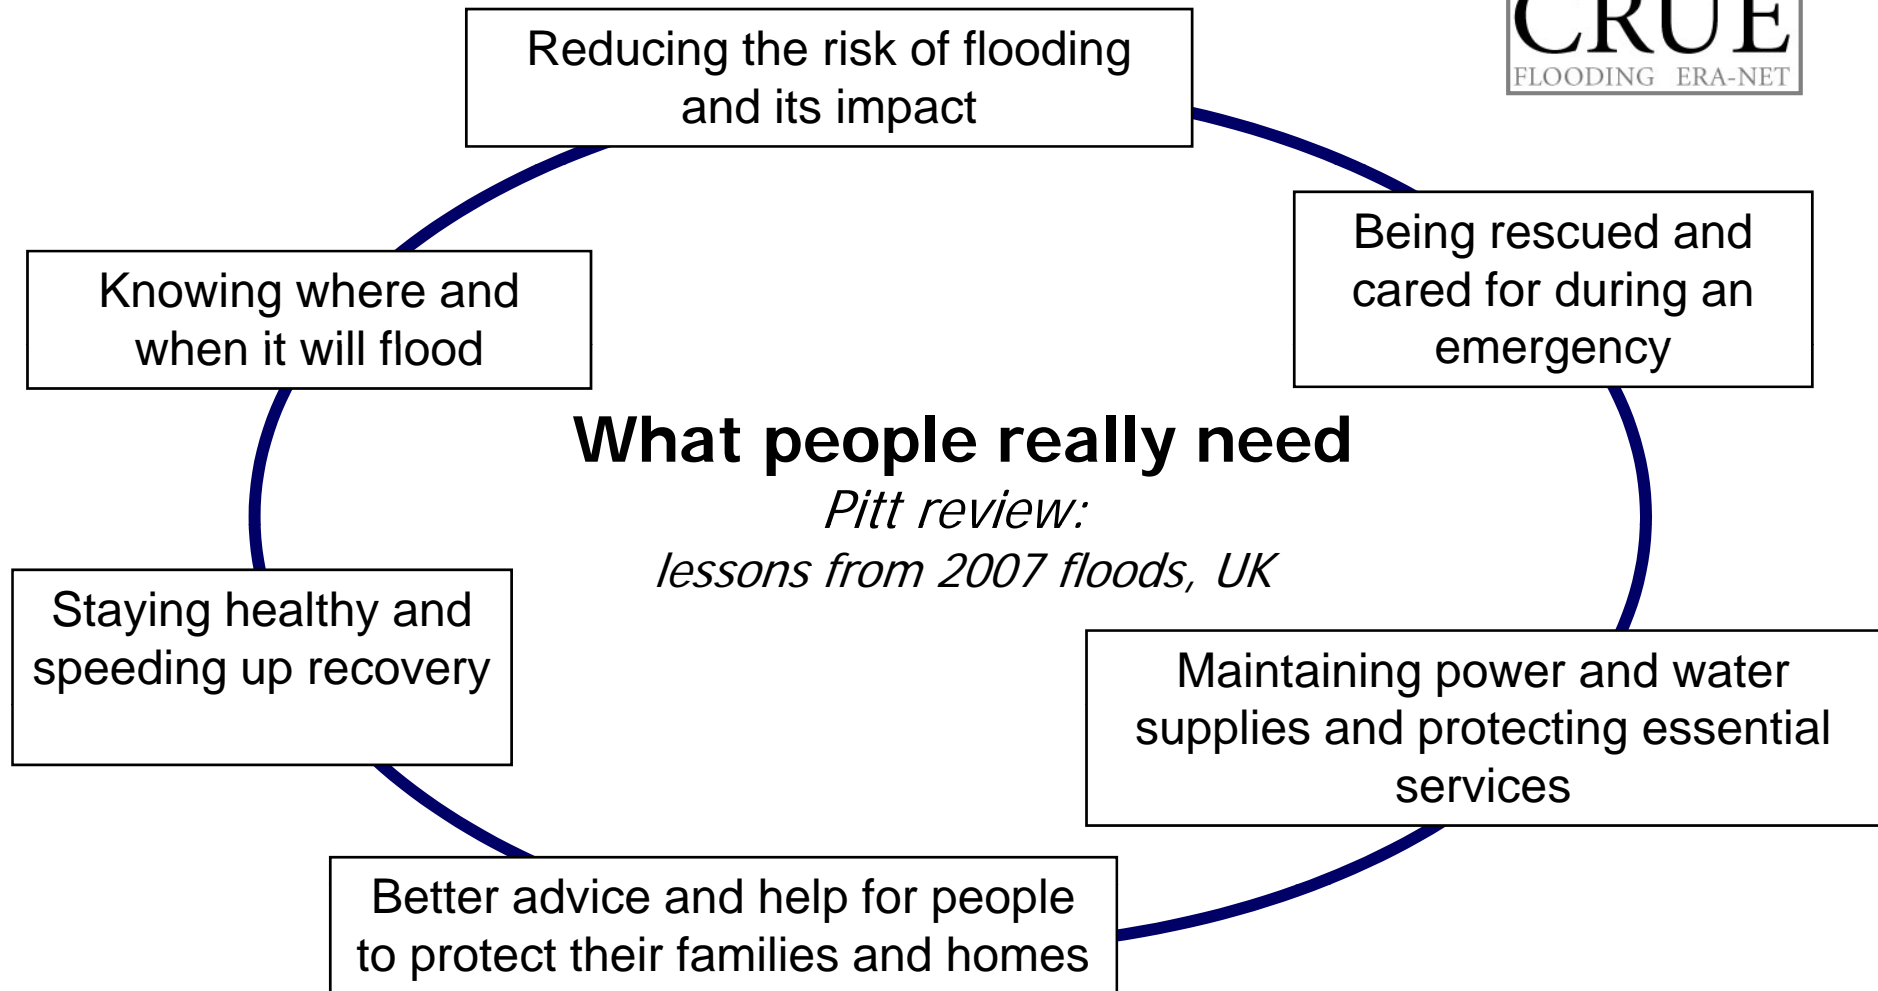 CRUE
FLOODING ERA-NET
Reducing the risk of flooding
and its impact
Being rescued and
cared for during an
emergency
Knowing where and
when it will flood
What people really need
Pitt review:
lessons from 2007 floods, UK
Staying healthy and
speeding up recovery
Maintaining power and water
supplies and protecting essential
services
Better advice and help for people
to protect their families and homes